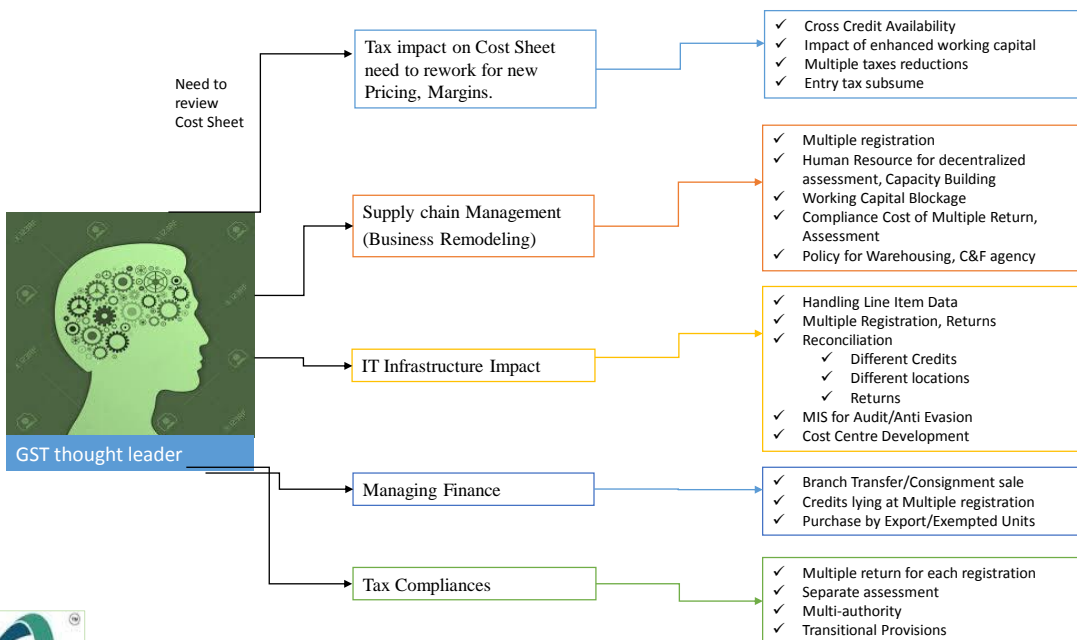 Need to
review
Cost Sheet
GST thought leader
Tax impact on Cost Sheet
need to rework for new
Pricing, Margins.
✓ Cross Credit Availability
✓ Impact of enhanced working capital
✓ Multiple taxes reductions
✓ Entry tax subsume
Supply chain Management
(Business Remodeling)
✓ Multiple registration
✓ Human Resource for decentralized
assessment, Capacity Building
✓ Working Capital Blockage
✓ Compliance Cost of Multiple Return,
Assessment
✓ Policy for Warehousing, C&F agency
IT Infrastructure Impact
✓ Handling Line Item Data
✓ Multiple Registration, Returns
✓ Reconciliation
✓ Different Credits
✓ Different locations
✓ Returns
✓ MIS for Audit/Anti Evasion
✓ Cost Centre Development
Managing Finance
✓ Branch Transfer/Consignment sale
✓ Credits lying at Multiple registration
✓ Purchase by Export/Exempted Units
Tax Compliances
✓ Multiple return for each registration
✓ Separate assessment
✓ Multi-authority
✓ Transitional Provisions
TM